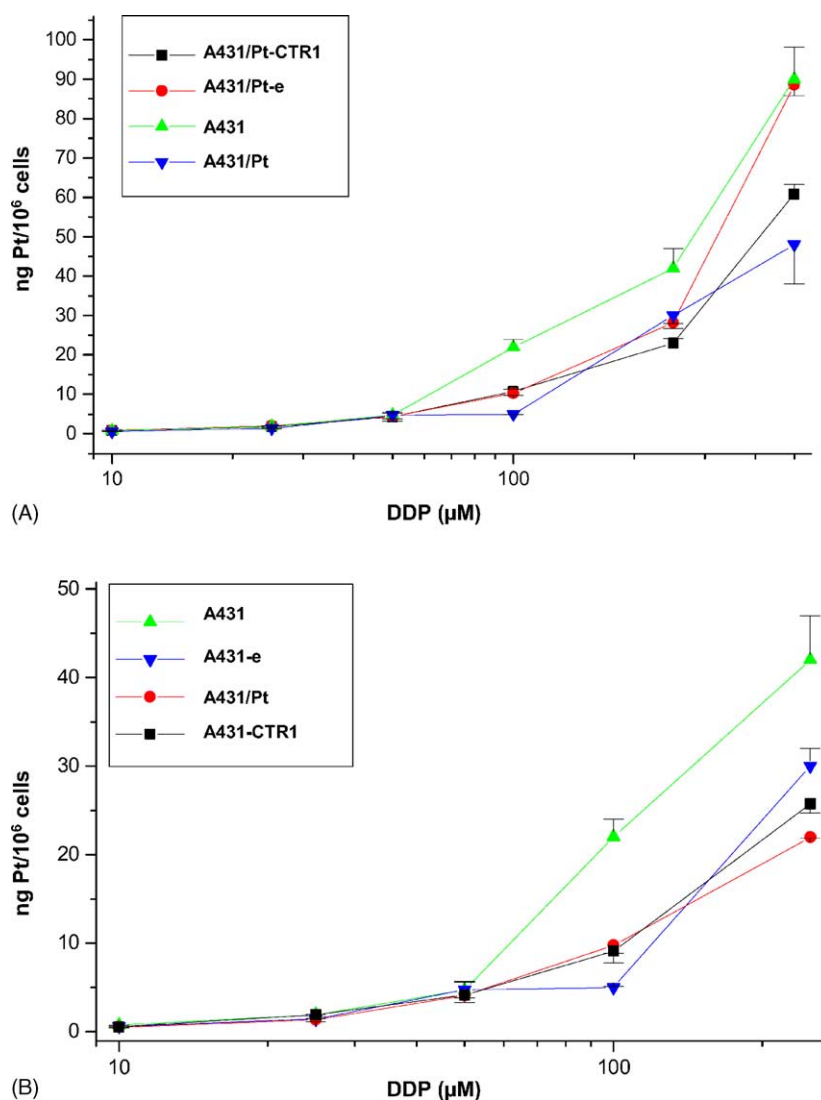 100
90
80
70
60
50
40
30
20
10
0
ng Pt/10⁶ cells
A431/Pt-CTR1
A431/Pt-e
A431
A431/Pt
10
100
DDP (µM)
(A)
50
40
30
20
10
0
ng Pt/10⁶ cells
A431
A431-e
A431/Pt
A431-CTR1
10
100
DDP (µM)
(B)